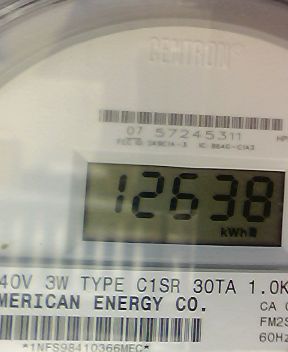 CENTRON®
07 57245311
12638
kWh
40V 3W TYPE C1SR 30TA 1.0K
MERICAN ENERGY CO.
CA
FM2S
60HZ
*1NFS98410366MEC*